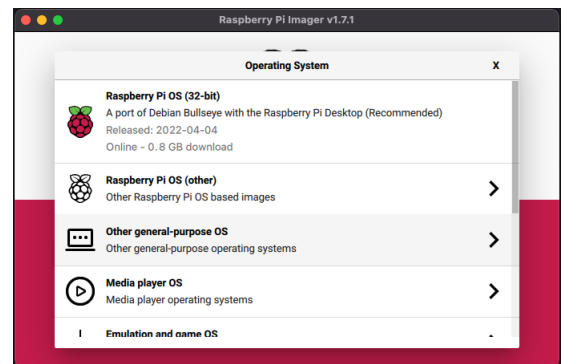 Raspberry Pi Imager v1.7.1
Operating System
X
Raspberry Pi OS (32-bit)
A port of Debian Bullseye with the Raspberry Pi Desktop (Recommended)
Released: 2022-04-04
Online - 0.8 GB download
Raspberry Pi OS (other)
Other Raspberry Pi OS based images
Other general-purpose OS
Other general-purpose operating systems
Media player OS
Media player operating systems
Emulation and game OS